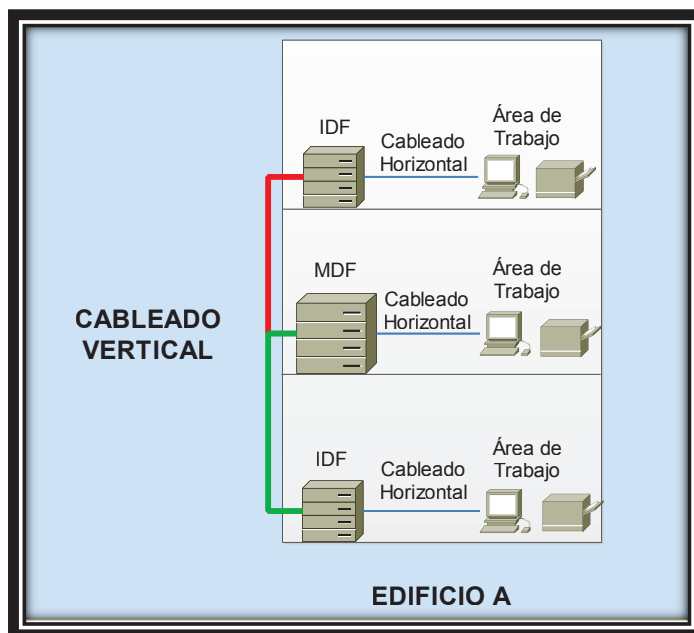 IDF
Cableado
Horizontal
Área de
Trabajo
MDF
Cableado
Horizontal
Área de
Trabajo
CABLEADO
VERTICAL
IDF
Cableado
Horizontal
Área de
Trabajo
EDIFICIO A